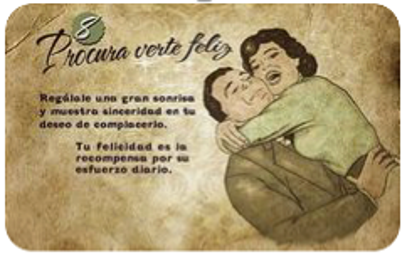 8
Procura verte feliz
Regálale una gran sonrisa
y muestra sinceridad en tu
deseo de complacerlo.
Tu felicidad es la
recompensa por su
esfuerzo diario.